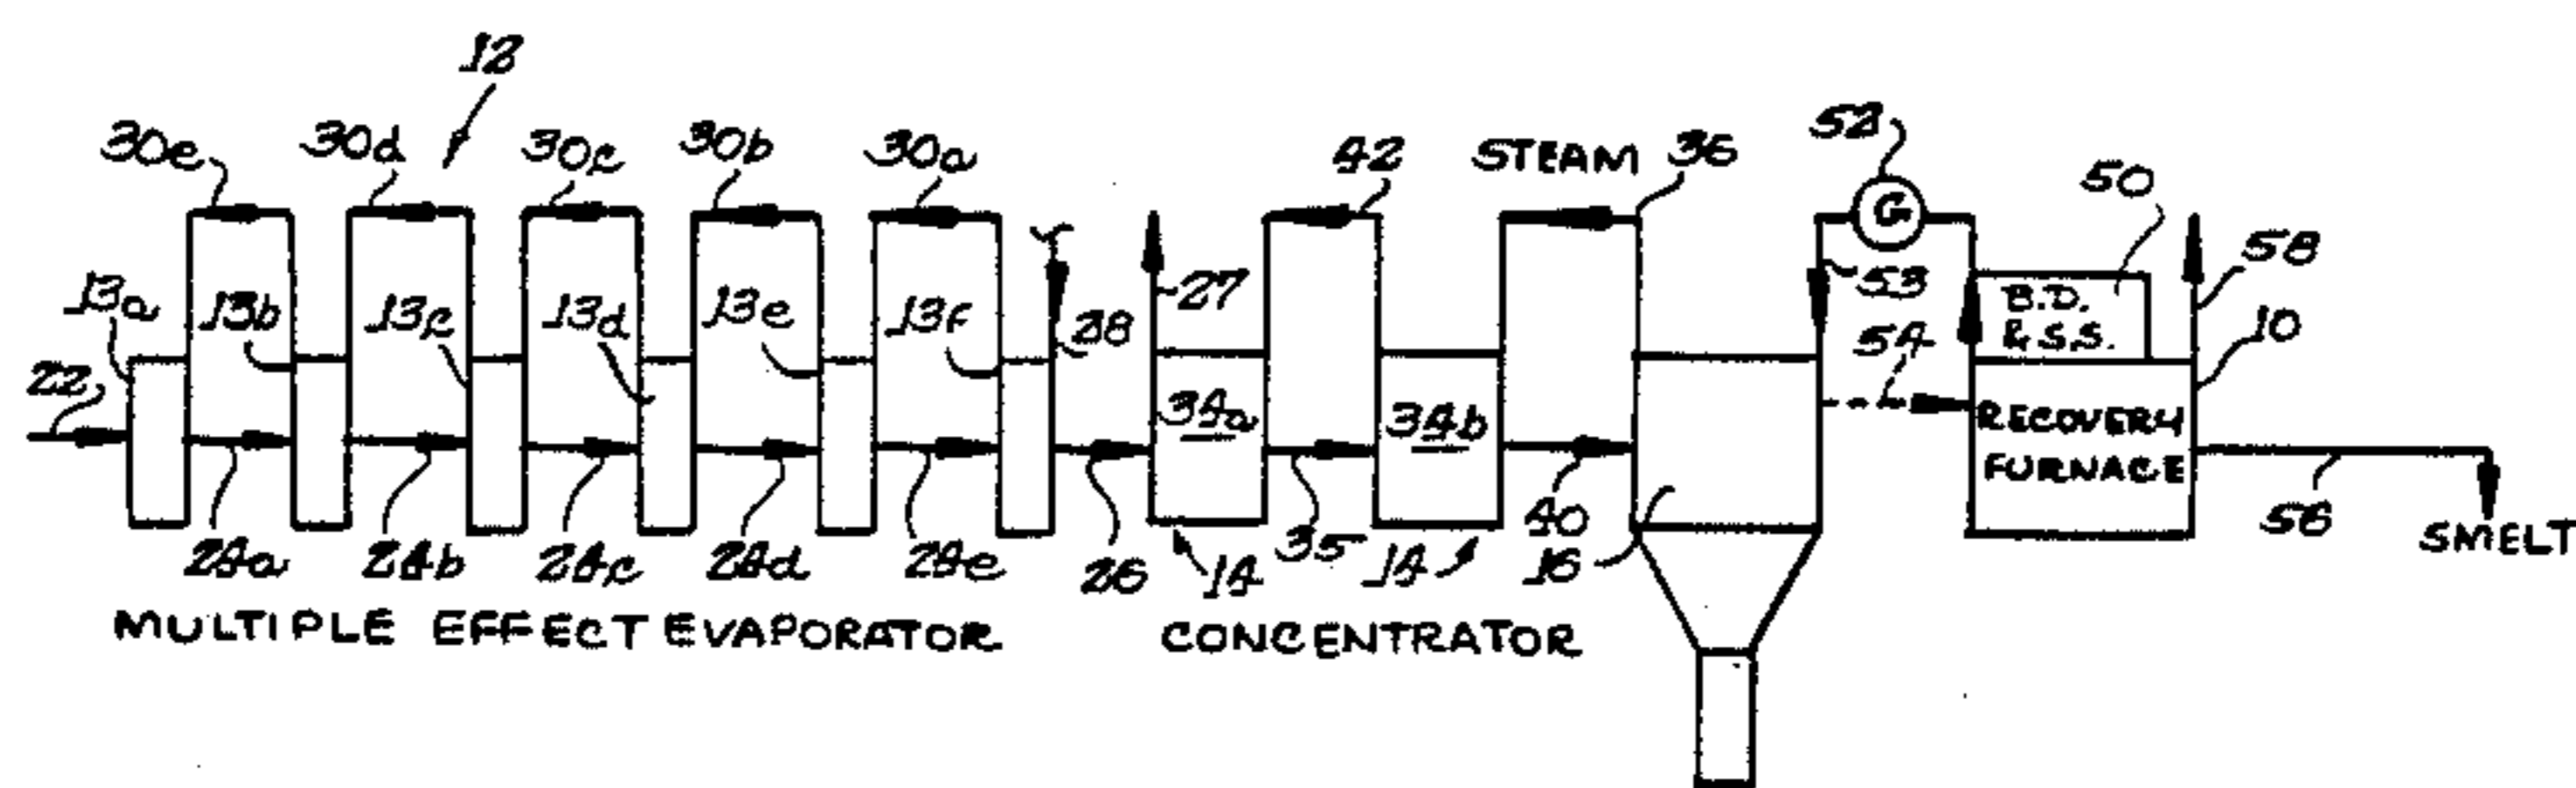 12
30e 30d 30c 30b 30a 42 STEAM 36 52 50
G
13a 13b 13c 13d 13e 13f 38 27 53 B.D. & S.S. 58
22 34a 34b 54 10
RECOVERY FURNACE
24a 24b 24c 24d 24e 26 14 35 14 40 16 56 SMELT
MULTIPLE EFFECT EVAPORATOR CONCENTRATOR